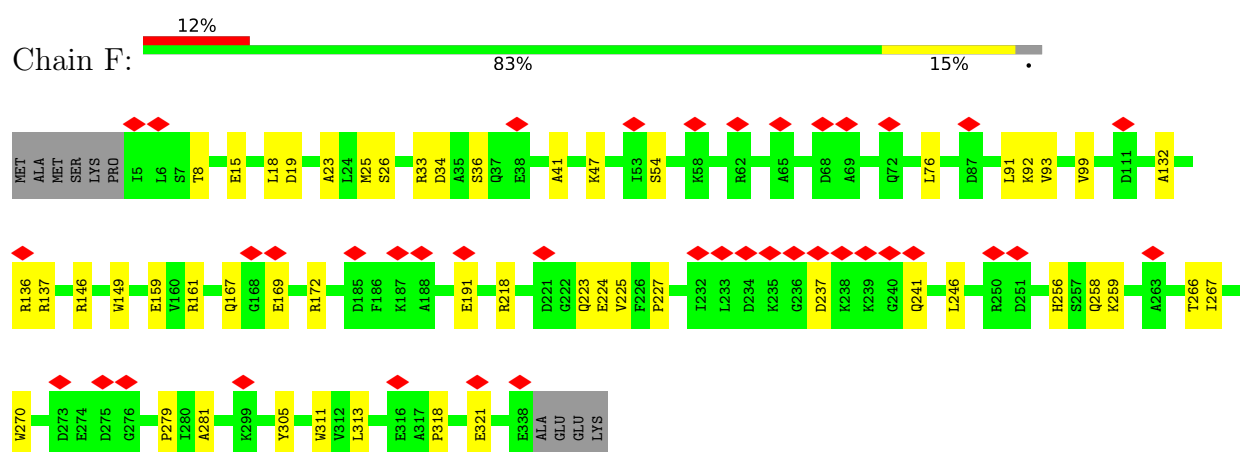 12%
Chain F:
83% 15% •
MET ALA MET SER LYS PRO I5 L6 S7 T8 E15 L18 D19 A23 L24 M25 S26 R33 D34 A35 S36 Q37 E38 A41 K47 I53 S54 K58 R62 A65 D68 A69 Q72 L76 D87 L91 K92 V93 V99 D111 A132
R136 R137 R146 W149 E159 V160 R161 Q167 G168 E169 R172 D185 F186 K187 A188 E191 R218 D221 G222 Q223 E224 V225 F226 P227 I232 L233 D234 K235 G236 D237 K238 K239 G240 Q241 L246 R250 D251 H256 S257 Q258 K259 A263 T266 I267
W270 D273 E274 D275 G276 P279 I280 A281 K299 Y305 W311 V312 L313 E316 A317 P318 E321 E338 ALA GLU GLU LYS